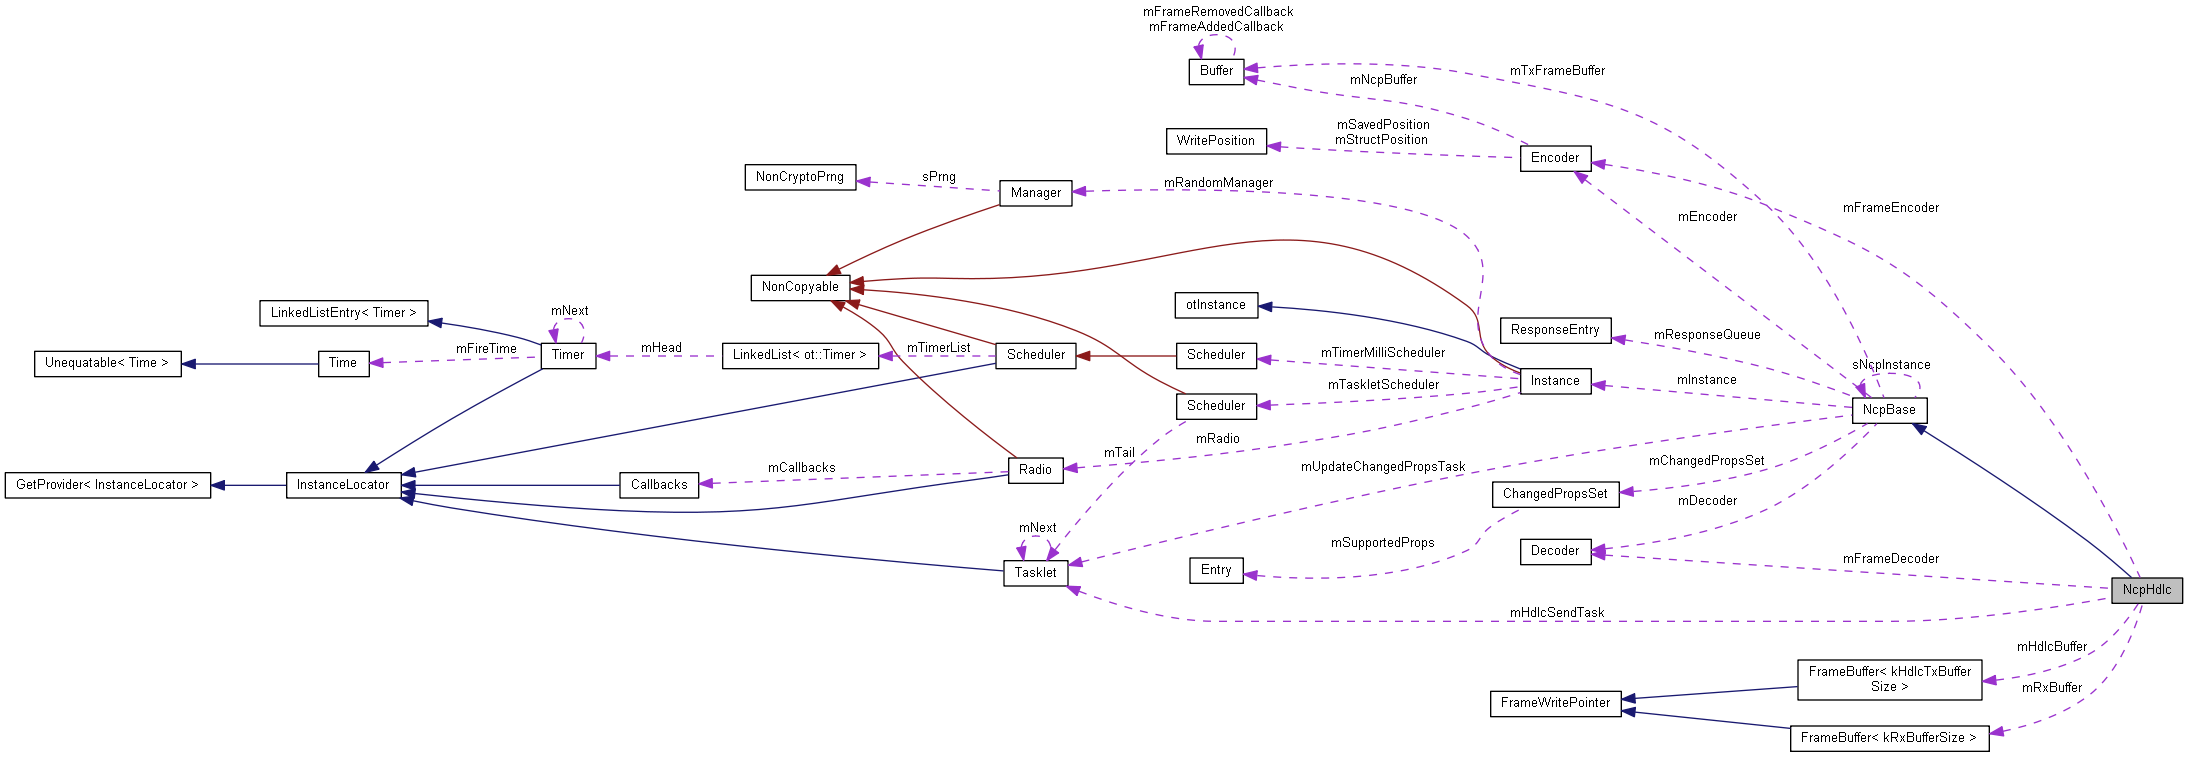 mFrameRemovedCallback
mFrameAddedCallback
Buffer
mTxFrameBuffer
mNcpBuffer
WritePosition
mSavedPosition
mStructPosition
Encoder
NonCryptoPrng
sPrng
Manager
mRandomManager
mEncoder
mFrameEncoder
NonCopyable
LinkedListEntry< Timer >
mNext
otInstance
ResponseEntry
mResponseQueue
Unequatable< Time >
Time
mFireTime
Timer
mHead
LinkedList< ot::Timer >
mTimerList
Scheduler
Scheduler
mTimerMilliScheduler
mTaskletScheduler
Scheduler
Instance
mInstance
sNcpInstance
NcpBase
mRadio
mTail
GetProvider< InstanceLocator >
InstanceLocator
Callbacks
mCallbacks
Radio
mUpdateChangedPropsTask
mChangedPropsSet
ChangedPropsSet
mDecoder
mNext
Tasklet
mSupportedProps
Entry
Decoder
mFrameDecoder
NcpHdlc
mHdlcSendTask
mHdlcBuffer
FrameBuffer< kHdlcTxBuffer
Size >
mRxBuffer
FrameWritePointer
FrameBuffer< kRxBufferSize >